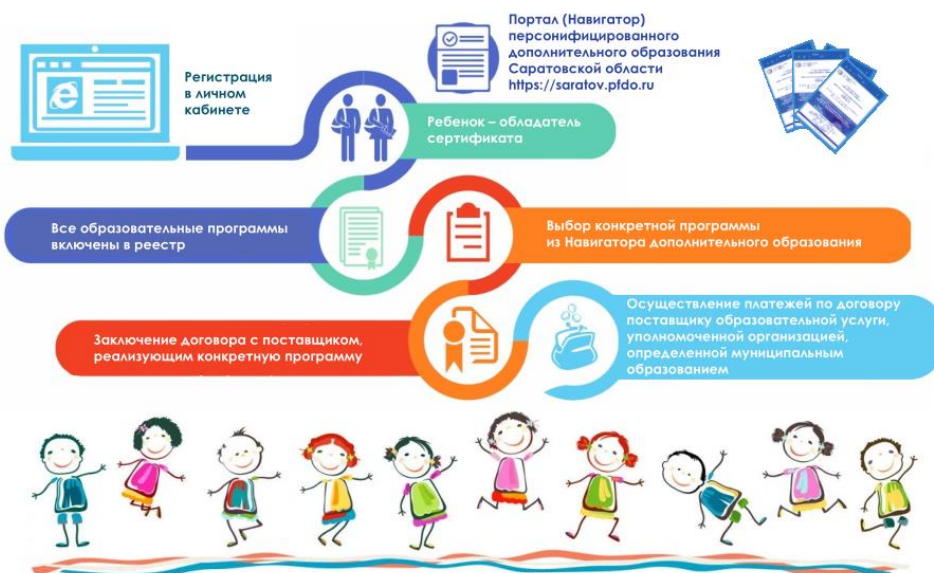 Портал (Навигатор)
персонифицированного
дополнительного образования
Саратовской области
https://saratov.pfdo.ru
Регистрация
в личном
кабинете
Ребенок – обладатель
сертификата
Все образовательные программы
включены в реестр
Выбор конкретной программы
из Навигатора дополнительного образования
Заключение договора с поставщиком,
реализующим конкретную программу
Осуществление платежей по договору
поставщику образовательной услуги,
уполномоченной организацией,
определенной муниципальным
образованием